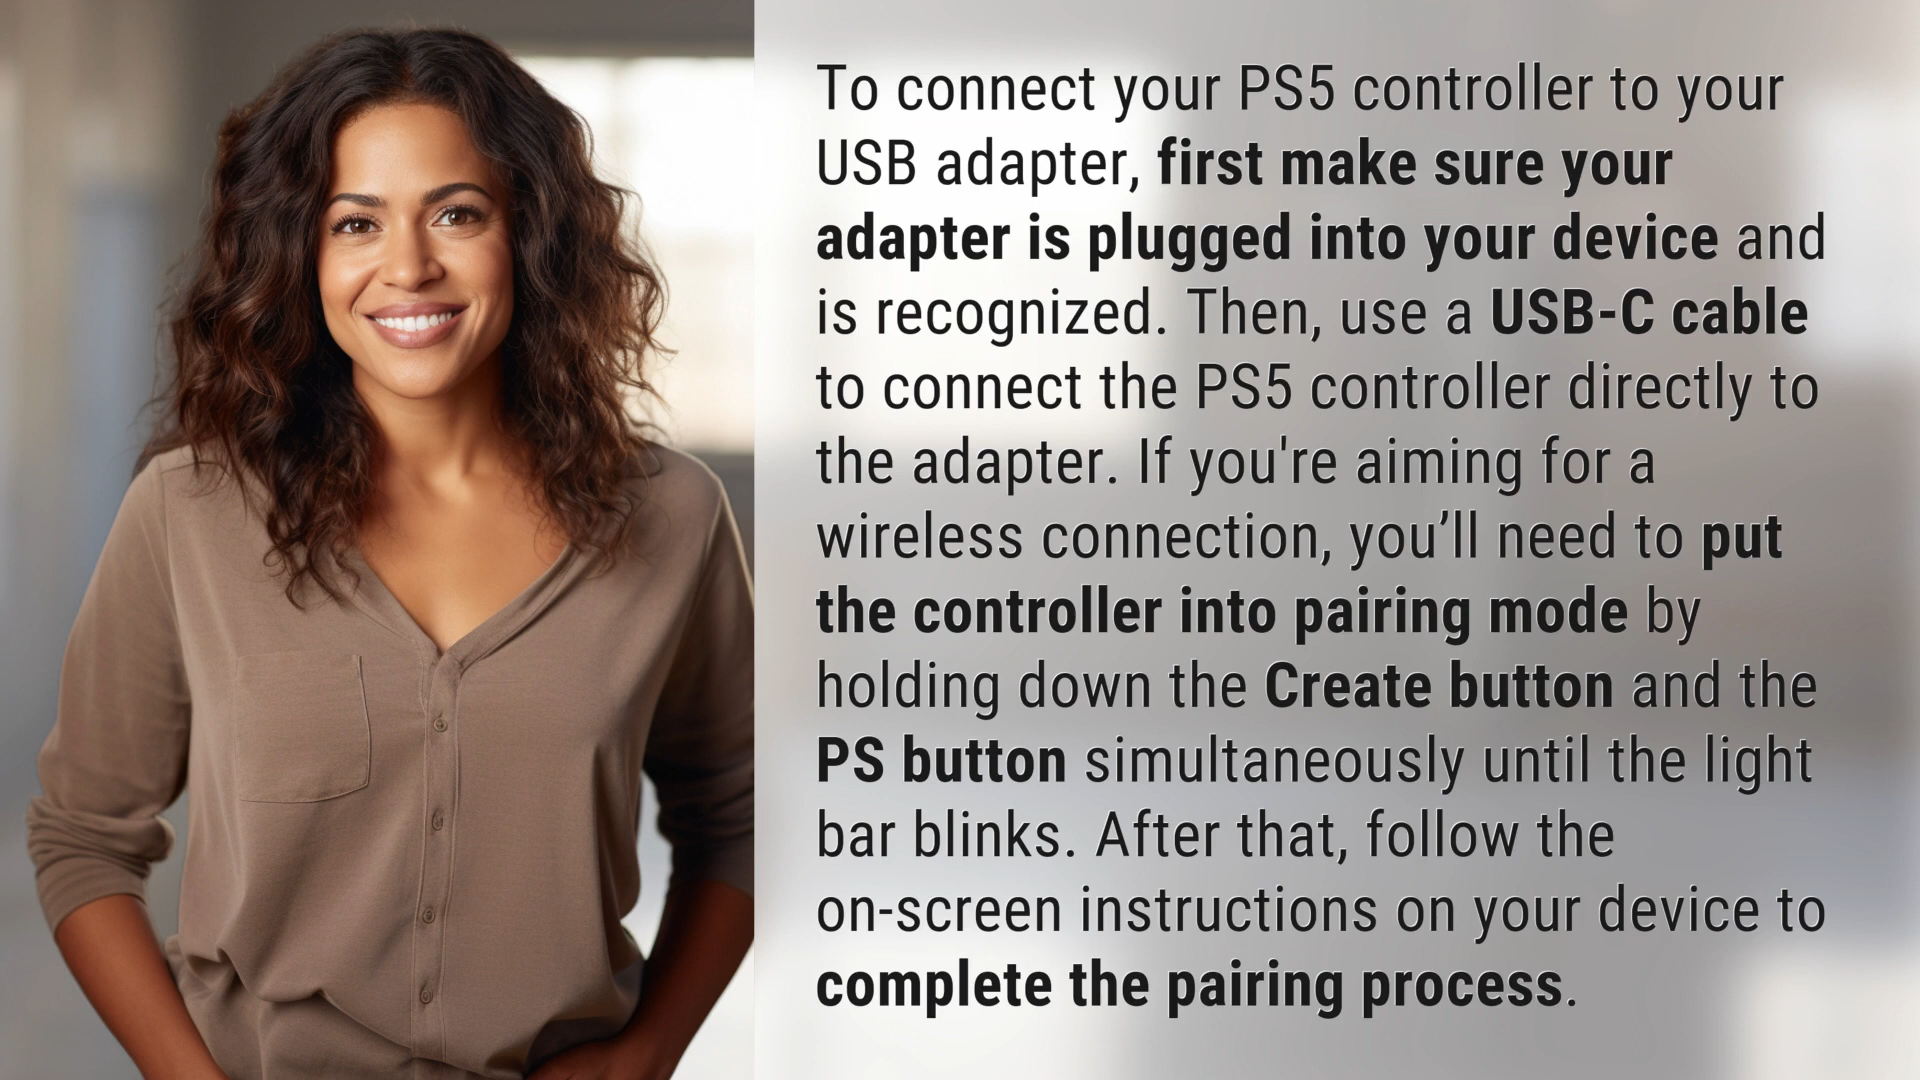 To connect your PS5 controller to your
USB adapter, first make sure your
adapter is plugged into your device and
is recognized. Then, use a USB-C cable
to connect the PS5 controller directly to
the adapter. If you're aiming for a
wireless connection, you’ll need to put
the controller into pairing mode by
holding down the Create button and the
PS button simultaneously until the light
bar blinks. After that, follow the
on-screen instructions on your device to
complete the pairing process.